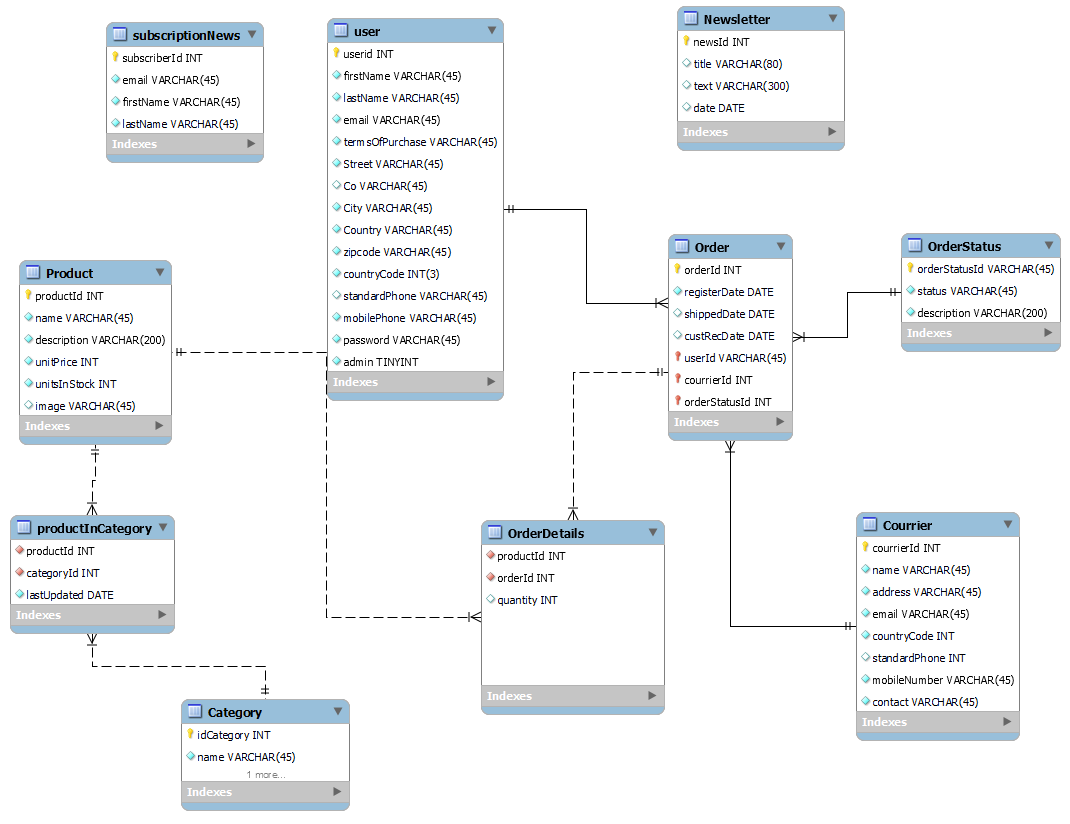 subscriptionNews
subscriberId INT
email VARCHAR(45)
firstName VARCHAR(45)
lastName VARCHAR(45)
Indexes
user
userid INT
firstName VARCHAR(45)
lastName VARCHAR(45)
email VARCHAR(45)
termsOfPurchase VARCHAR(45)
Street VARCHAR(45)
Co VARCHAR(45)
City VARCHAR(45)
Country VARCHAR(45)
zipcode VARCHAR(45)
countryCode INT(3)
standardPhone VARCHAR(45)
mobilePhone VARCHAR(45)
password VARCHAR(45)
admin TINYINT
Indexes
Newsletter
newsId INT
title VARCHAR(80)
text VARCHAR(300)
date DATE
Indexes
Product
productId INT
name VARCHAR(45)
description VARCHAR(200)
unitPrice INT
unitsInStock INT
image VARCHAR(45)
Indexes
Order
orderId INT
registerDate DATE
shippedDate DATE
custRecDate DATE
userId VARCHAR(45)
courrierId INT
orderStatusId INT
Indexes
OrderStatus
orderStatusId VARCHAR(45)
status VARCHAR(45)
description VARCHAR(200)
Indexes
productInCategory
productId INT
categoryId INT
lastUpdated DATE
Indexes
OrderDetails
productId INT
orderId INT
quantity INT
Indexes
Courrier
courrierId INT
name VARCHAR(45)
address VARCHAR(45)
email VARCHAR(45)
countryCode INT
standardPhone INT
mobileNumber VARCHAR(45)
contact VARCHAR(45)
Indexes
Category
idCategory INT
name VARCHAR(45)
1 more...
Indexes